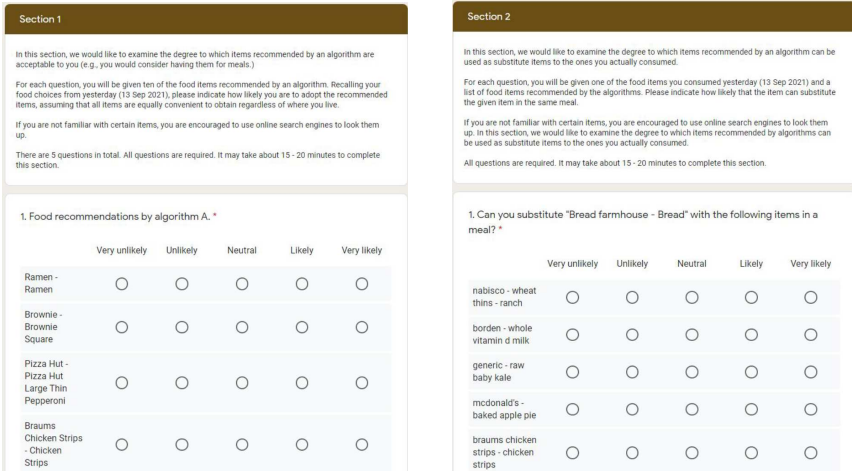 Section 1
In this section, we would like to examine the degree to which items recommended by an algorithm are
acceptable to you (e.g., you would consider having them for meals.)
For each question, you will be given ten of the food items recommended by an algorithm. Recalling your
food choices from yesterday (13 Sep 2021), please indicate how likely you are to adopt the recommended
items, assuming that all items are equally convenient to obtain regardless of where you live.
If you are not familiar with certain items, you are encouraged to use online search engines to look them
up.
There are 5 questions in total. All questions are required. It may take about 15 - 20 minutes to complete
this section.
1. Food recommendations by algorithm A. *
Very unlikely Unlikely Neutral Likely Very likely
Ramen -
Ramen
Brownie -
Brownie
Square
Pizza Hut -
Pizza Hut
Large Thin
Pepperoni
Braums
Chicken Strips
- Chicken
Strips
Section 2
In this section, we would like to examine the degree to which items recommended by an algorithm can be
used as substitute items to the ones you actually consumed.
For each question, you will be given one of the food items you consumed yesterday (13 Sep 2021) and a
list of food items recommended by the algorithms. Please indicate how likely that the item can substitute
the given item in the same meal.
If you are not familiar with certain items, you are encouraged to use online search engines to look them
up. In this section, we would like to examine the degree to which items recommended by algorithms can
be used as substitute items to the ones you actually consumed.
All questions are required. It may take about 15 - 20 minutes to complete this section.
1. Can you substitute "Bread farmhouse - Bread" with the following items in a
meal? *
Very unlikely Unlikely Neutral Likely Very likely
nabisco - wheat
thins - ranch
borden - whole
vitamin d milk
generic - raw
baby kale
mcdonald's -
baked apple pie
braums chicken
strips - chicken
strips